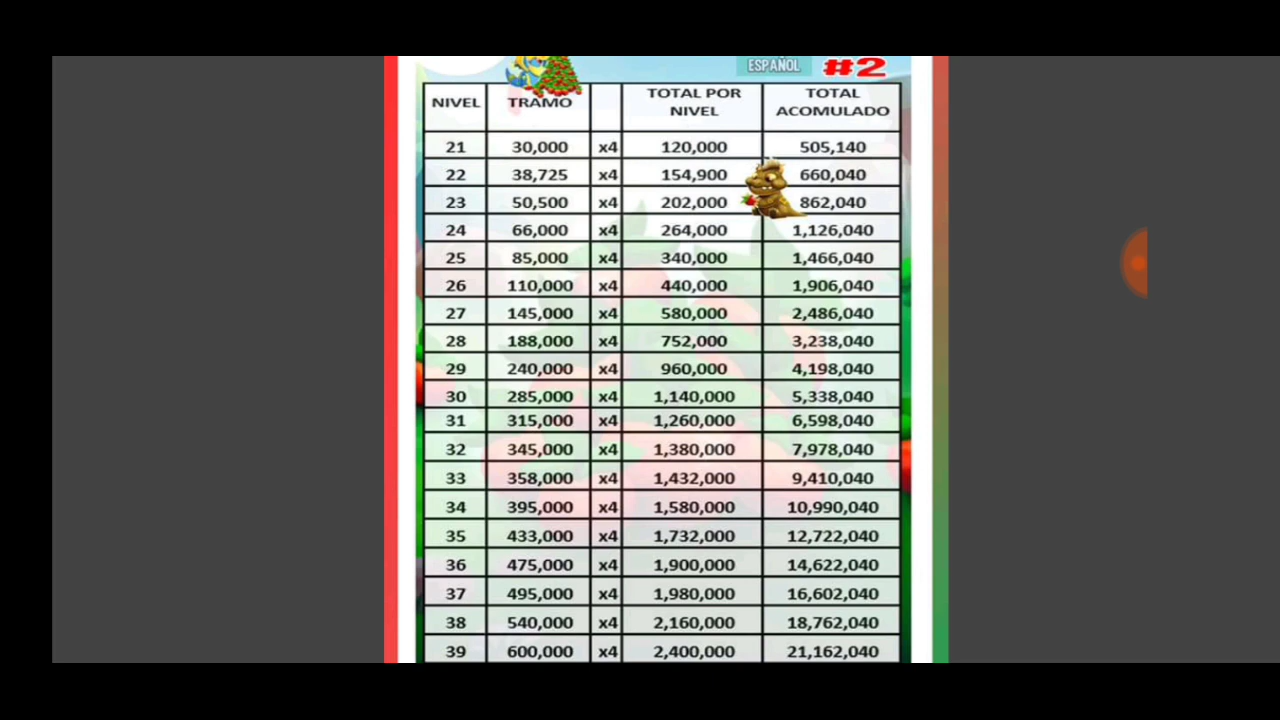 ESPAÑOL #2
NIVEL TRAMO TOTAL POR NIVEL TOTAL ACOMULADO
21 30,000 x4 120,000 505,140
22 38,725 x4 154,900 660,040
23 50,500 x4 202,000 862,040
24 66,000 x4 264,000 1,126,040
25 85,000 x4 340,000 1,466,040
26 110,000 x4 440,000 1,906,040
27 145,000 x4 580,000 2,486,040
28 188,000 x4 752,000 3,238,040
29 240,000 x4 960,000 4,198,040
30 285,000 x4 1,140,000 5,338,040
31 315,000 x4 1,260,000 6,598,040
32 345,000 x4 1,380,000 7,978,040
33 358,000 x4 1,432,000 9,410,040
34 395,000 x4 1,580,000 10,990,040
35 433,000 x4 1,732,000 12,722,040
36 475,000 x4 1,900,000 14,622,040
37 495,000 x4 1,980,000 16,602,040
38 540,000 x4 2,160,000 18,762,040
39 600,000 x4 2,400,000 21,162,040